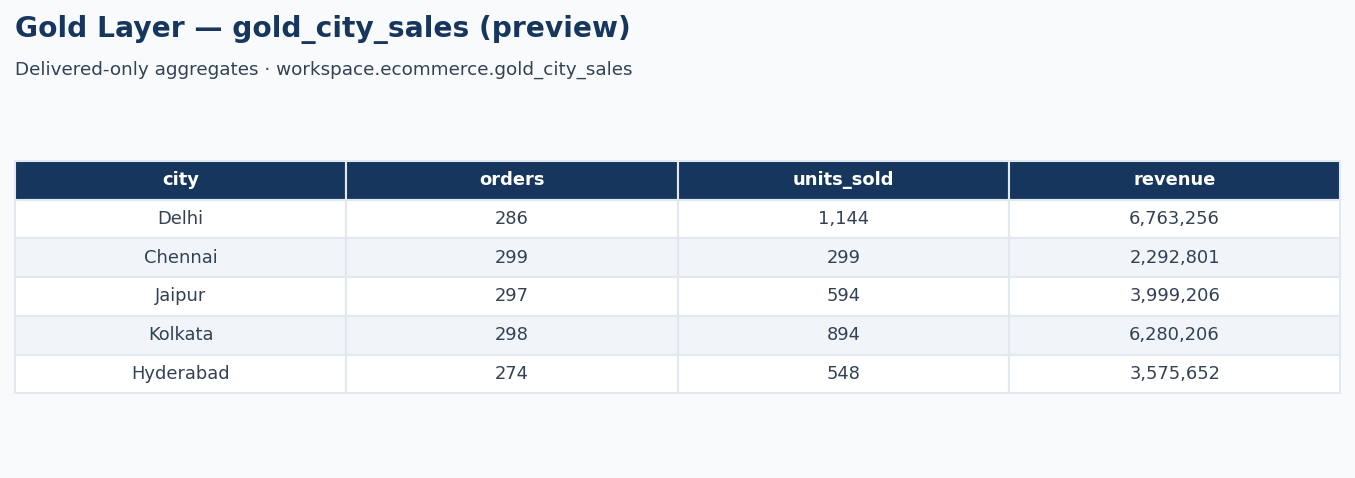 Gold Layer — gold_city_sales (preview)
Delivered-only aggregates · workspace.ecommerce.gold_city_sales
city orders units_sold revenue
Delhi 286 1,144 6,763,256
Chennai 299 299 2,292,801
Jaipur 297 594 3,999,206
Kolkata 298 894 6,280,206
Hyderabad 274 548 3,575,652